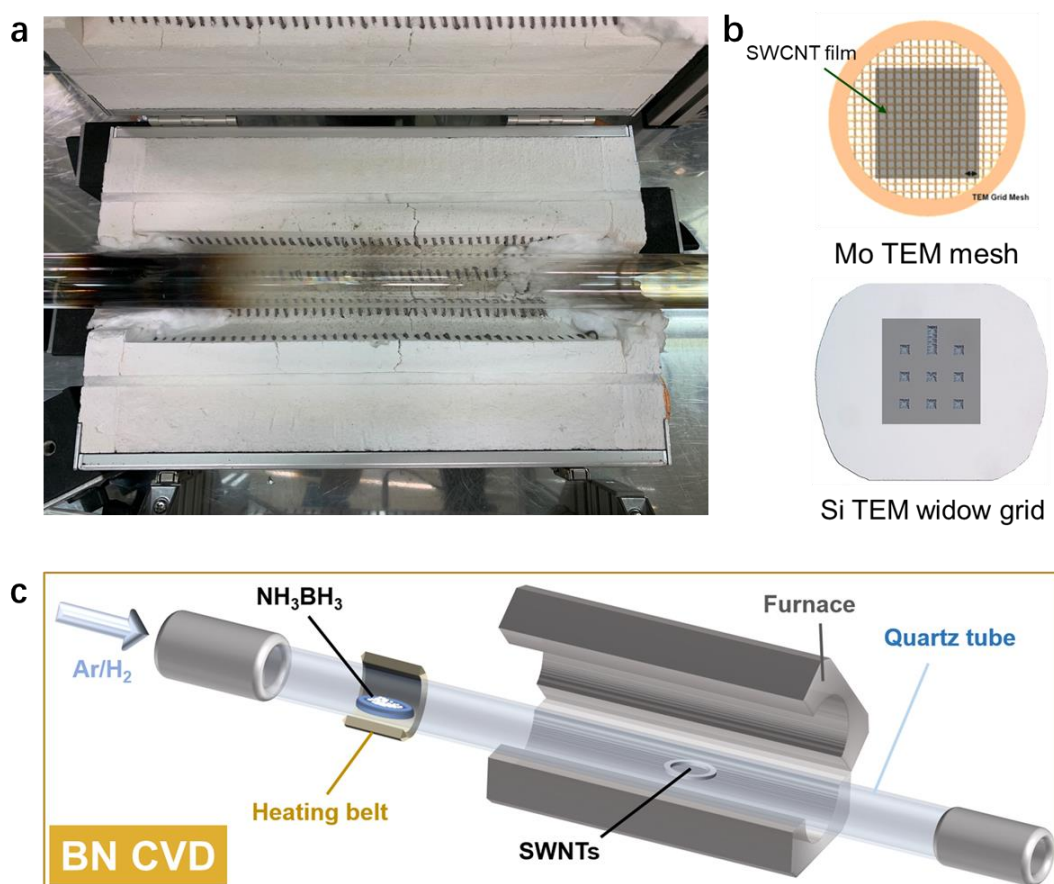 a
b
SWCNT film
TEM Grid Mesh
Mo TEM mesh
Si TEM widow grid
c
NH₃BH₃
Furnace
Ar/H₂
Quartz tube
Heating belt
SWNTs
BN CVD